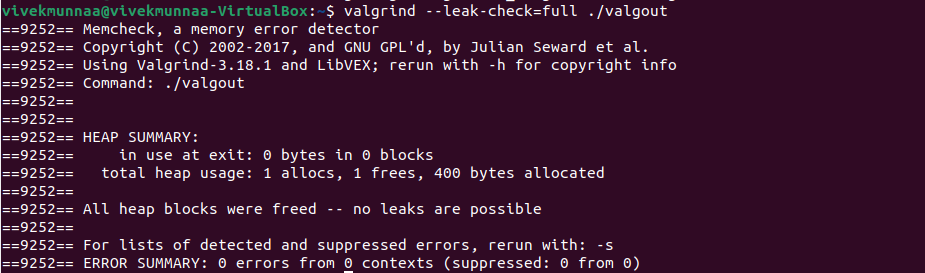 vivekmunnaa@vivekmunnaa-VirtualBox:~$ valgrind --leak-check=full ./valgout
==9252== Memcheck, a memory error detector
==9252== Copyright (C) 2002-2017, and GNU GPL'd, by Julian Seward et al.
==9252== Using Valgrind-3.18.1 and LibVEX; rerun with -h for copyright info
==9252== Command: ./valgout
==9252==
==9252==
==9252== HEAP SUMMARY:
==9252==     in use at exit: 0 bytes in 0 blocks
==9252==   total heap usage: 1 allocs, 1 frees, 400 bytes allocated
==9252==
==9252== All heap blocks were freed -- no leaks are possible
==9252==
==9252== For lists of detected and suppressed errors, rerun with: -s
==9252== ERROR SUMMARY: 0 errors from 0 contexts (suppressed: 0 from 0)